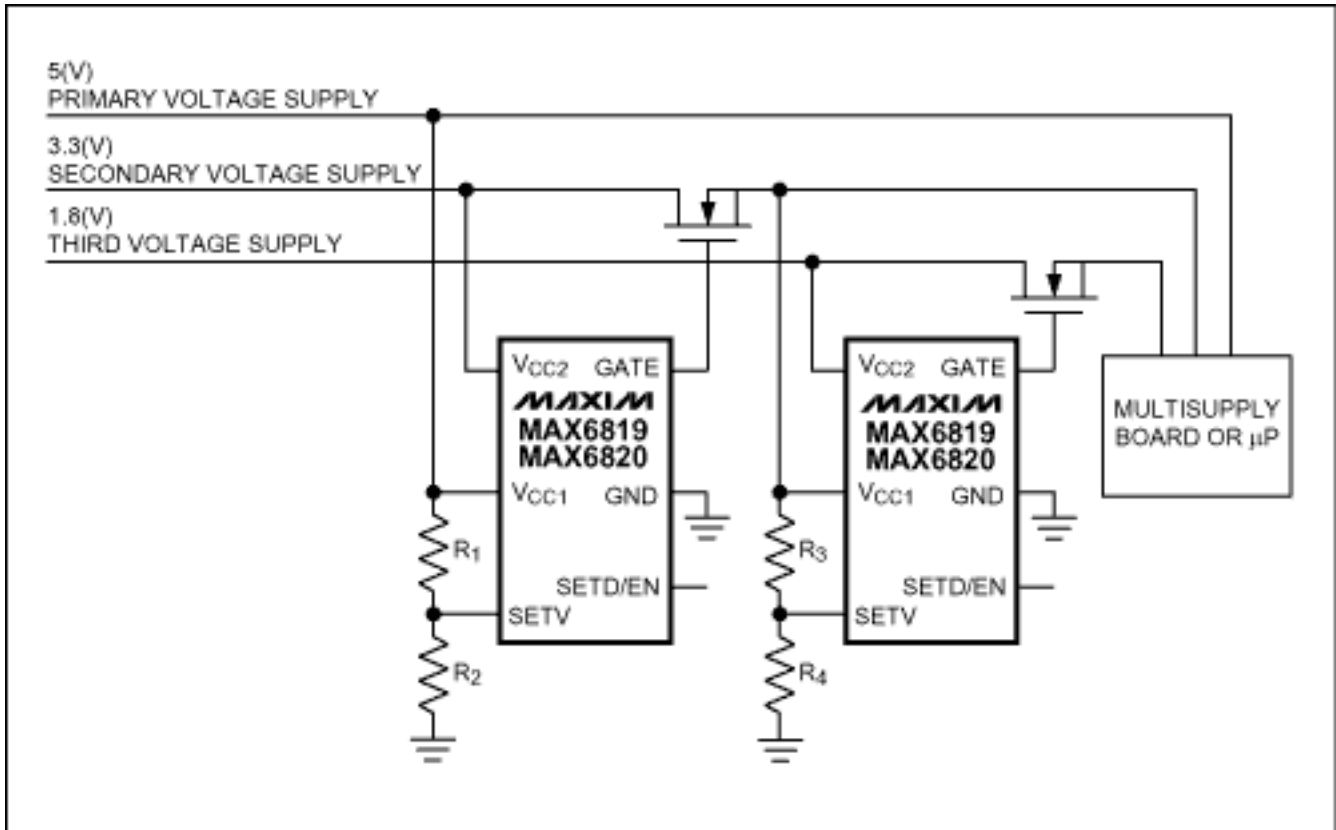 5(V)
PRIMARY VOLTAGE SUPPLY
3.3(V)
SECONDARY VOLTAGE SUPPLY
1.8(V)
THIRD VOLTAGE SUPPLY
VCC2 GATE
MAXIM
MAX6819
MAX6820
VCC1 GND
SETD/EN
SETV
R1
R2
VCC2 GATE
MAXIM
MAX6819
MAX6820
VCC1 GND
SETD/EN
SETV
R3
R4
MULTISUPPLY
BOARD OR μP